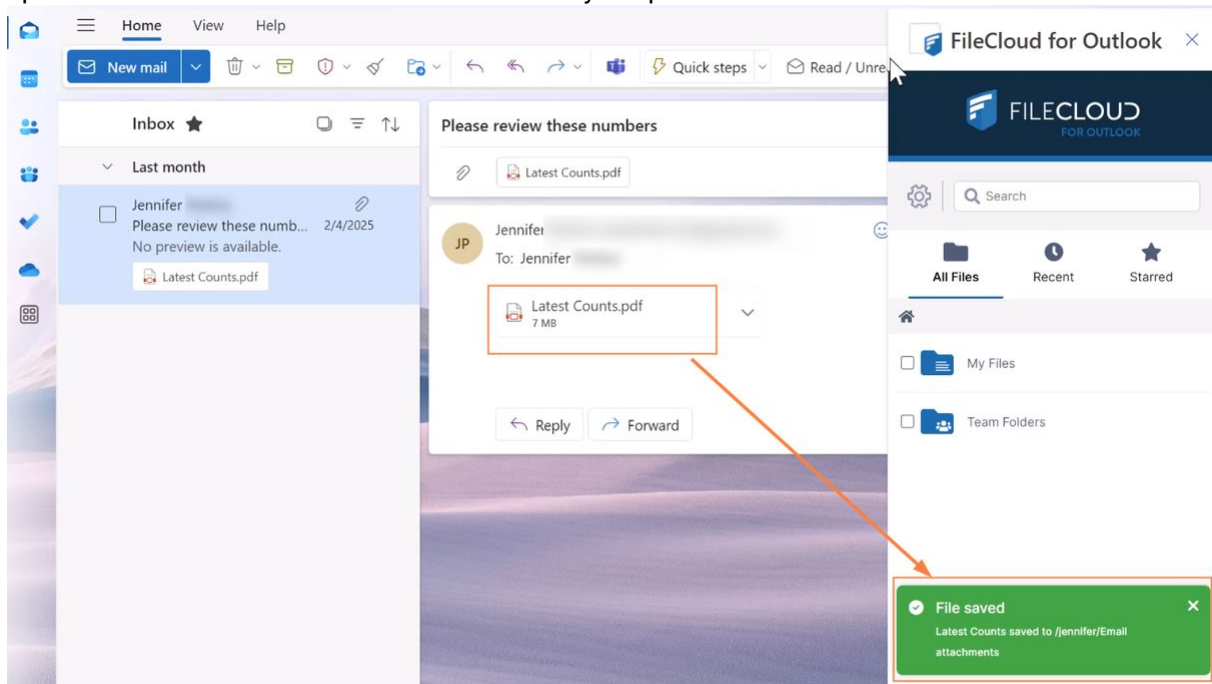 Home View Help
New mail
Quick steps
Read / Unre
Inbox
Last month
Jennifer
Please review these numb... 2/4/2025
No preview is available.
Latest Counts.pdf
Please review these numbers
Latest Counts.pdf
JP
Jennifer
To: Jennifer
Latest Counts.pdf
7 MB
Reply
Forward
FileCloud for Outlook
FILECLOUD
FOR OUTLOOK
Search
All Files Recent Starred
My Files
Team Folders
File saved
Latest Counts saved to /jennifer/Email
attachments